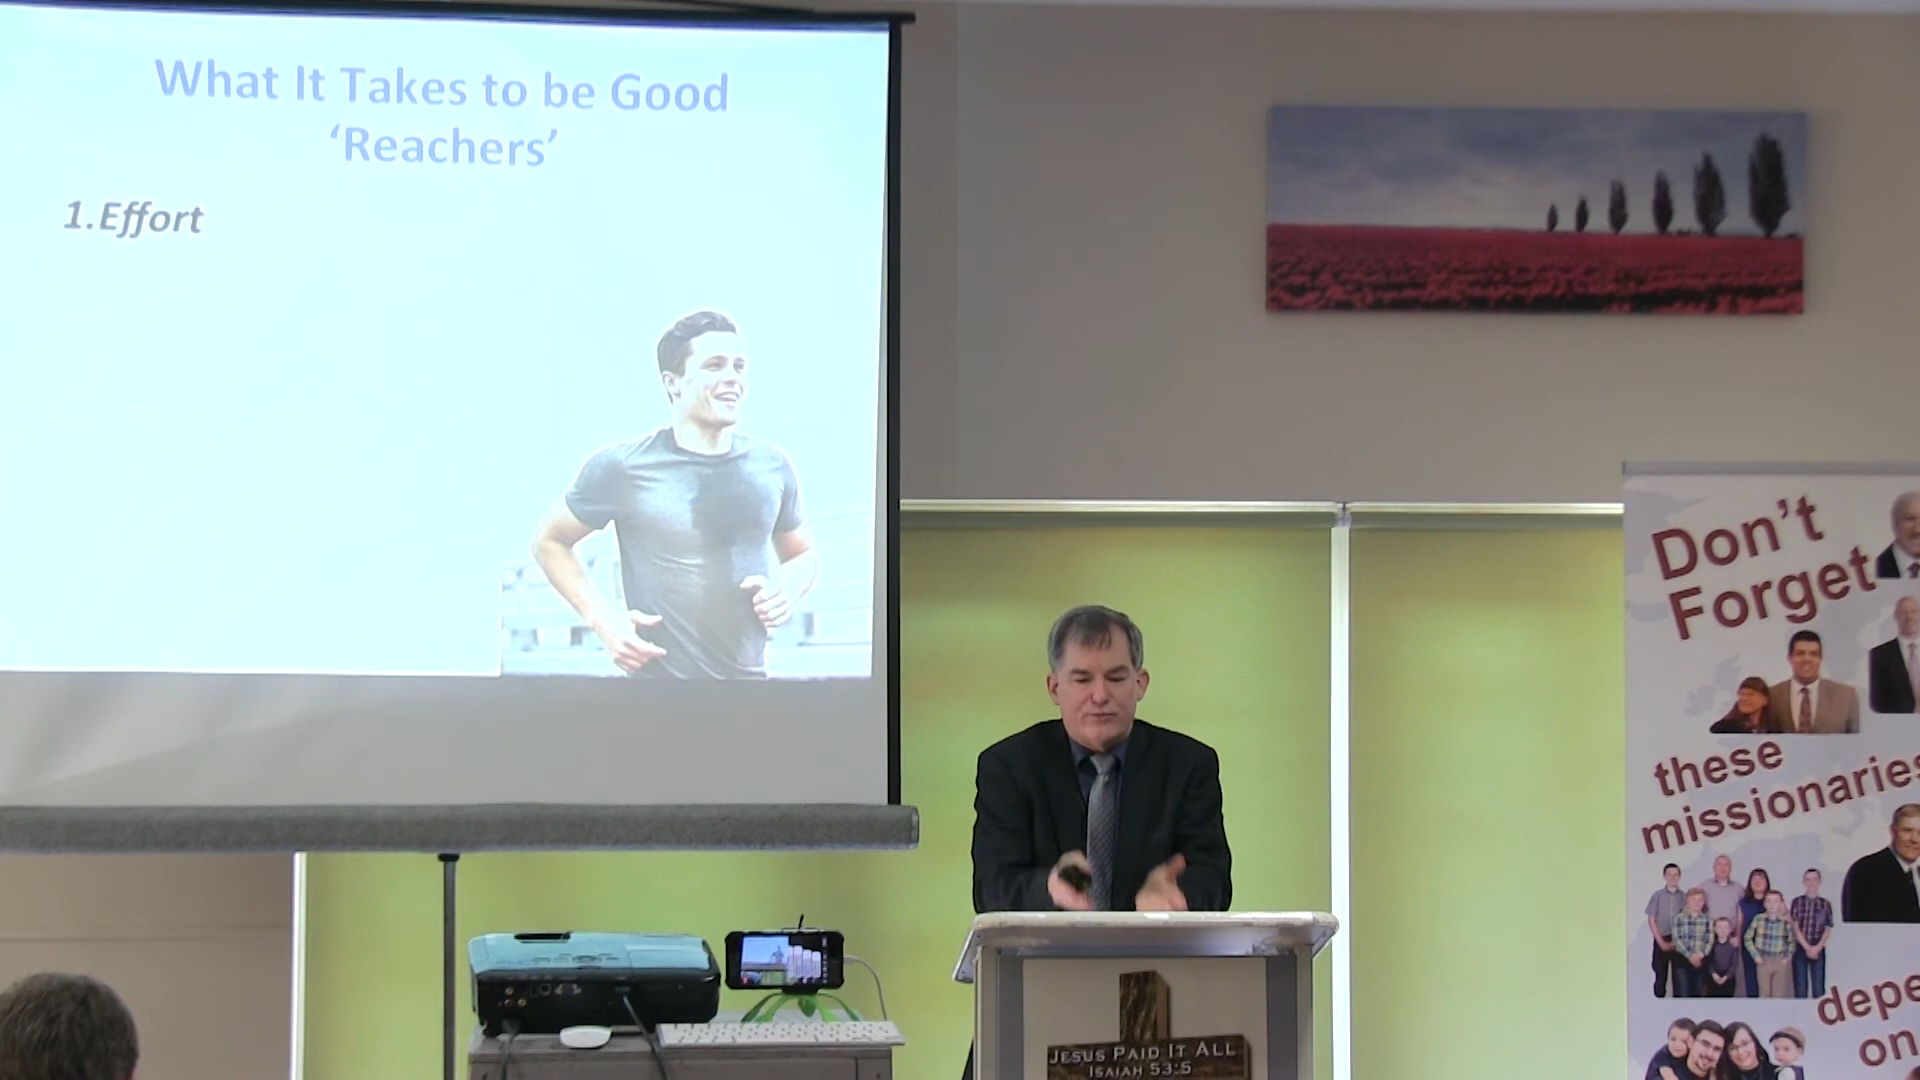 What It Takes to be Good
‘Reachers’
1.Effort
Don't
Forget
these
missionaries
on
JESUS PAID IT ALL
ISAIAH 53:5